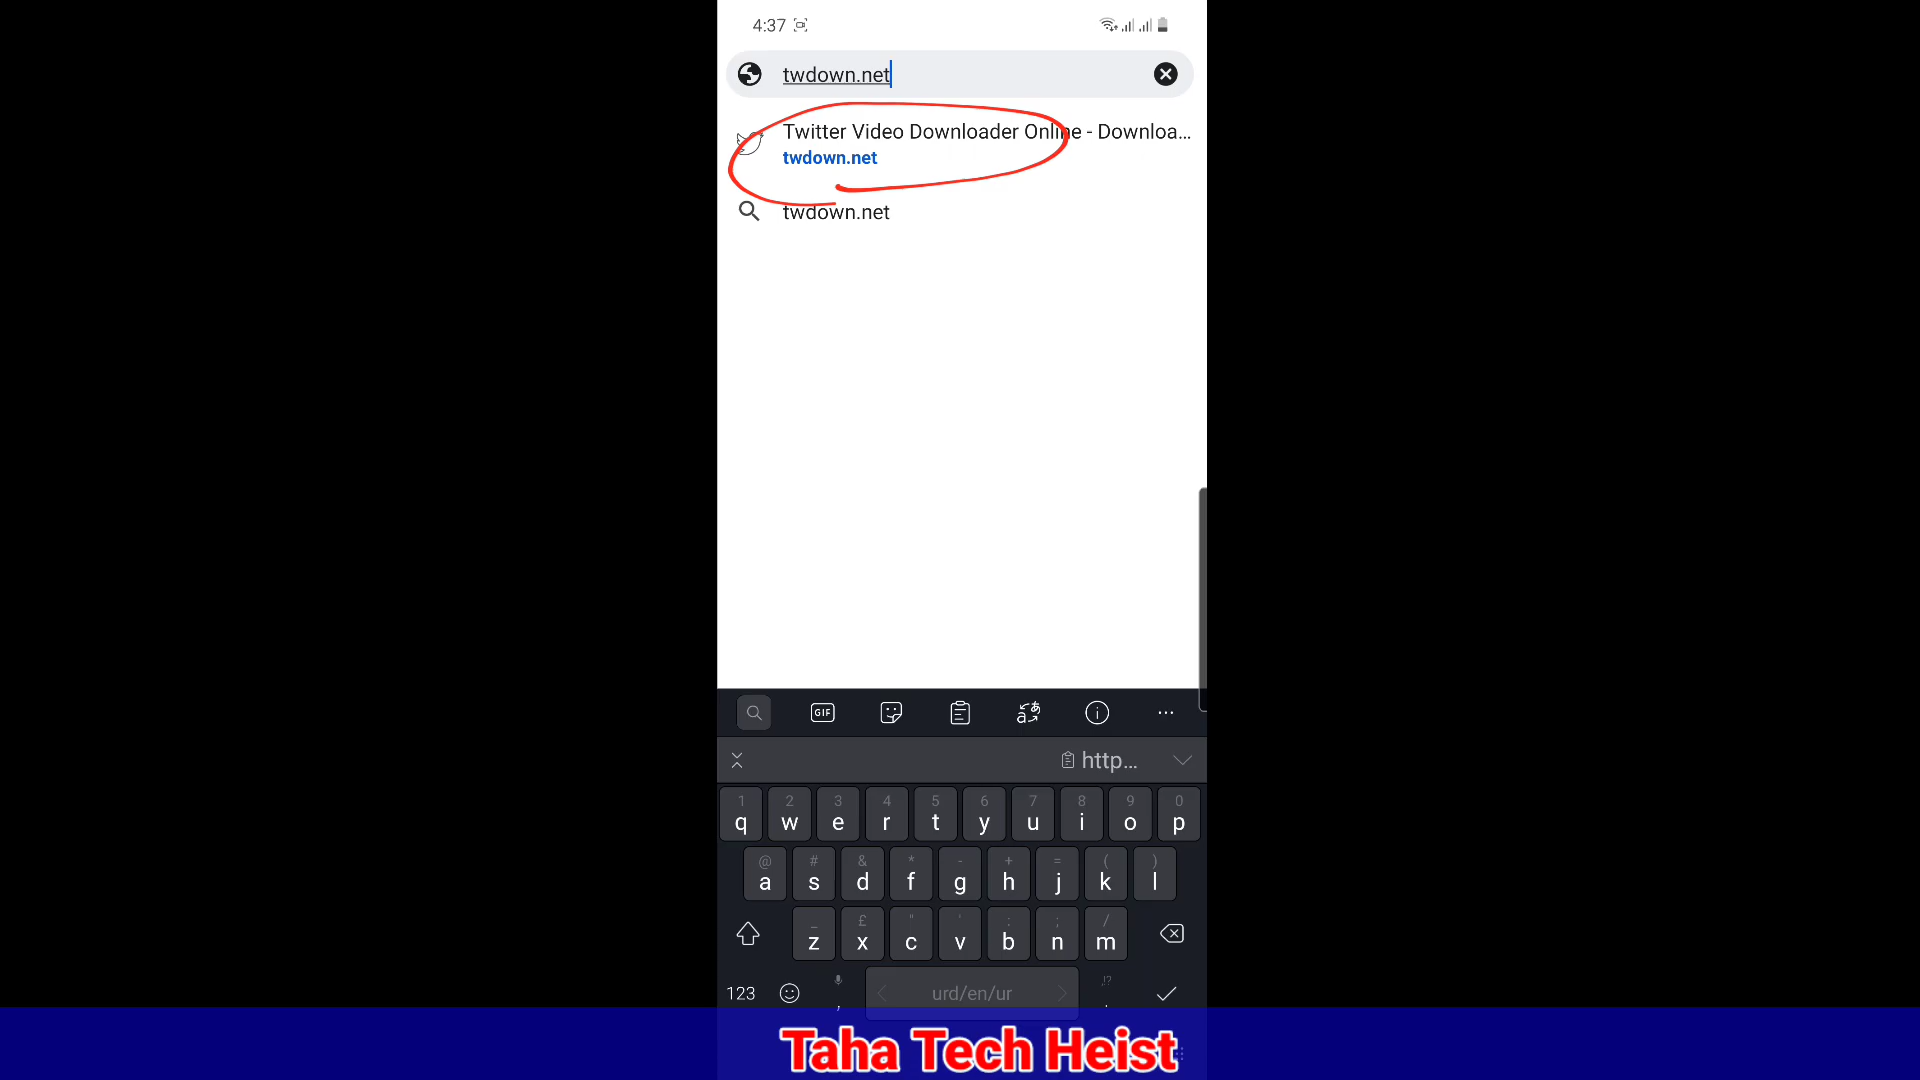 4:37
twdown.net
Twitter Video Downloader Online - Downloa...
twdown.net
twdown.net
GIF
http...
1 2 3 4 5 6 7 8 9 0
q w e r t y u i o p
@ # & * - + = ( )
a s d f g h j k l
_ £ " ' : ; /
z x c v b n m
!?
123 , urd/en/ur .
Taha Tech Heist